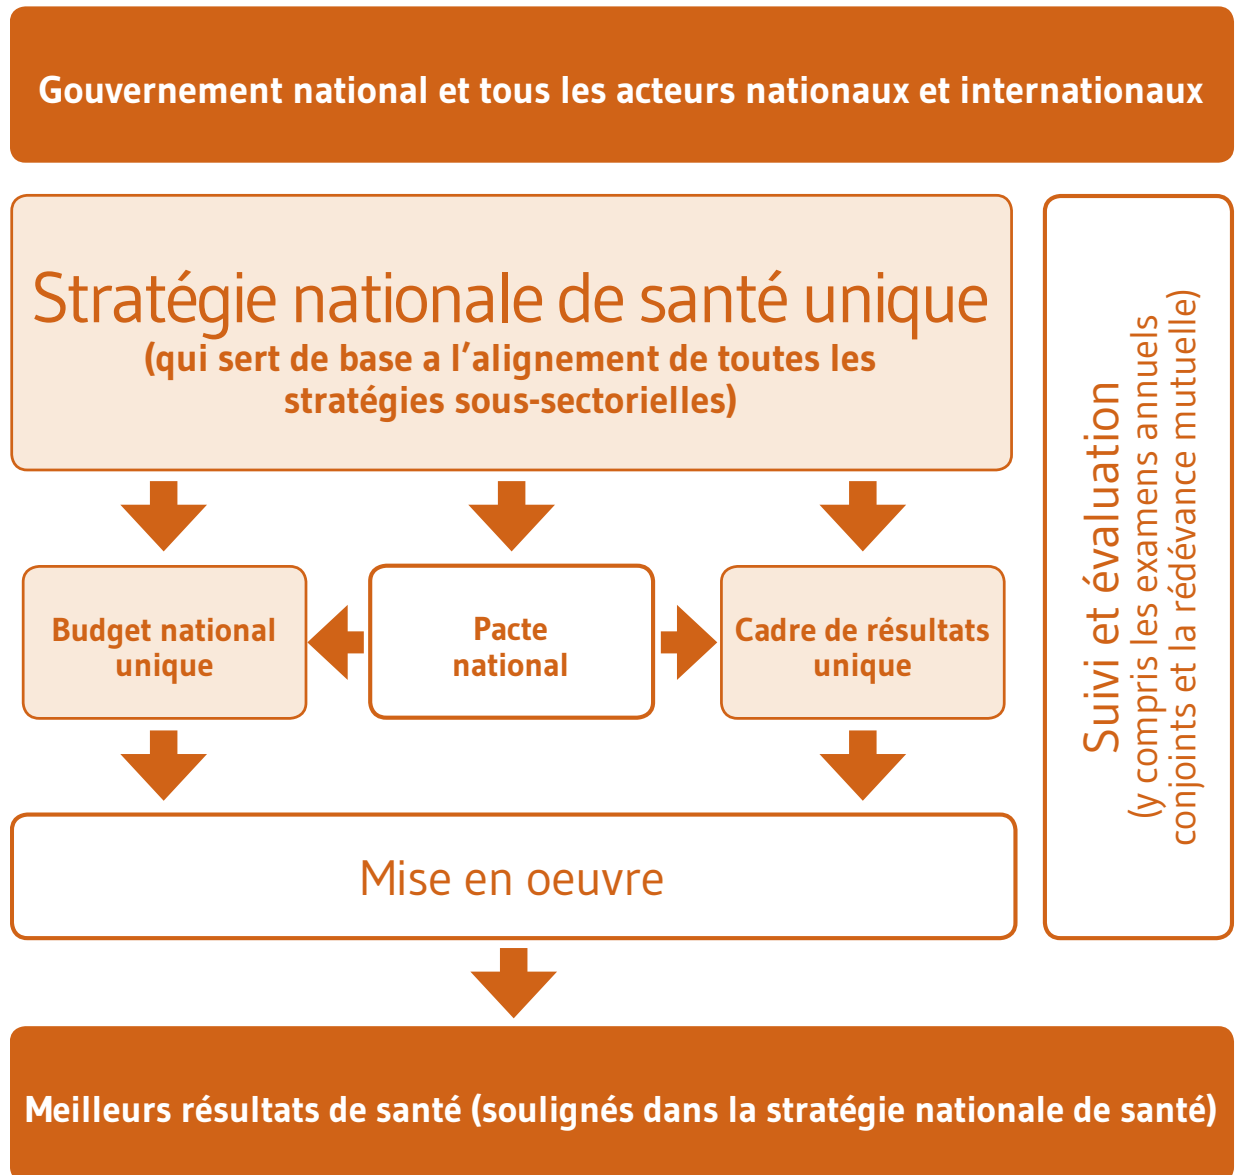 Gouvernement national et tous les acteurs nationaux et internationaux
Stratégie nationale de santé unique
(qui sert de base a l’alignement de toutes les
stratégies sous-sectorielles)
Budget national
unique
Pacte
national
Cadre de résultats
unique
Mise en oeuvre
Suivi et évaluation
(y compris les examens annuels
conjoints et la rédévance mutuelle)
Meilleurs résultats de santé (soulignés dans la stratégie nationale de santé)